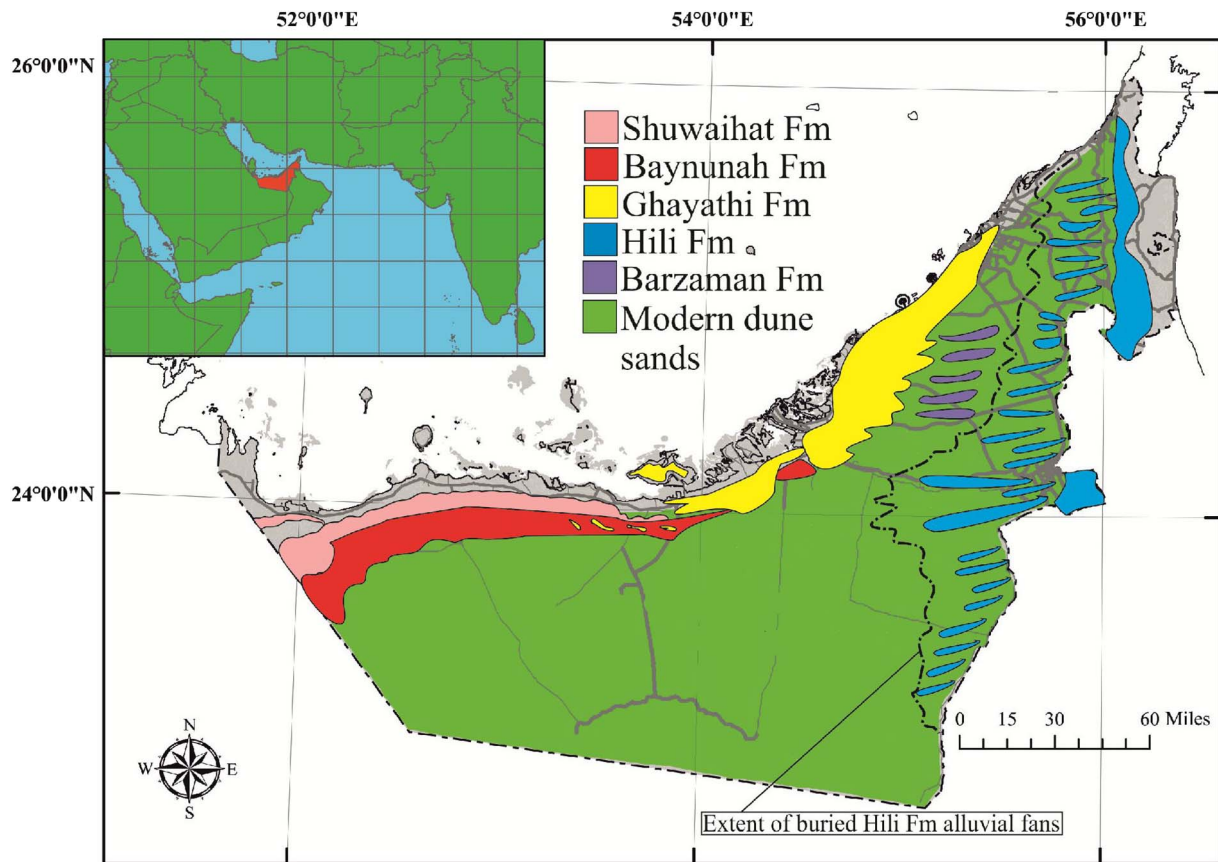 52°0'0"E
54°0'0"E
56°0'0"E
26°0'0"N
Shuwaihat Fm
Baynunah Fm
Ghayathi Fm
Hili Fm
Barzaman Fm
Modern dune
sands
24°0'0"N
N
W
E
S
0 15 30 60 Miles
Extent of buried Hili Fm alluvial fans